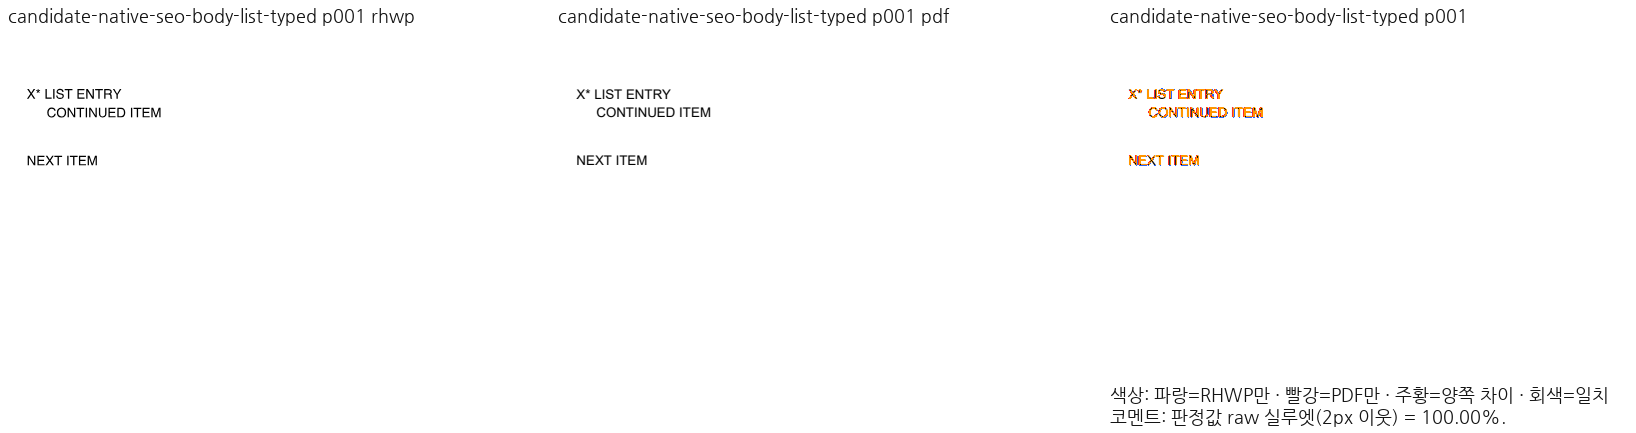 candidate-native-seo-body-list-typed p001 rhwp
X* LIST ENTRY
CONTINUED ITEM
NEXT ITEM
candidate-native-seo-body-list-typed p001 pdf
X* LIST ENTRY
CONTINUED ITEM
NEXT ITEM
candidate-native-seo-body-list-typed p001
X* LIST ENTRY
CONTINUED ITEM
NEXT ITEM
색상: 파랑=RHWP만 · 빨강=PDF만 · 주황=양쪽 차이 · 회색=일치
코멘트: 판정값 raw 실루엣(2px 이웃) = 100.00%.